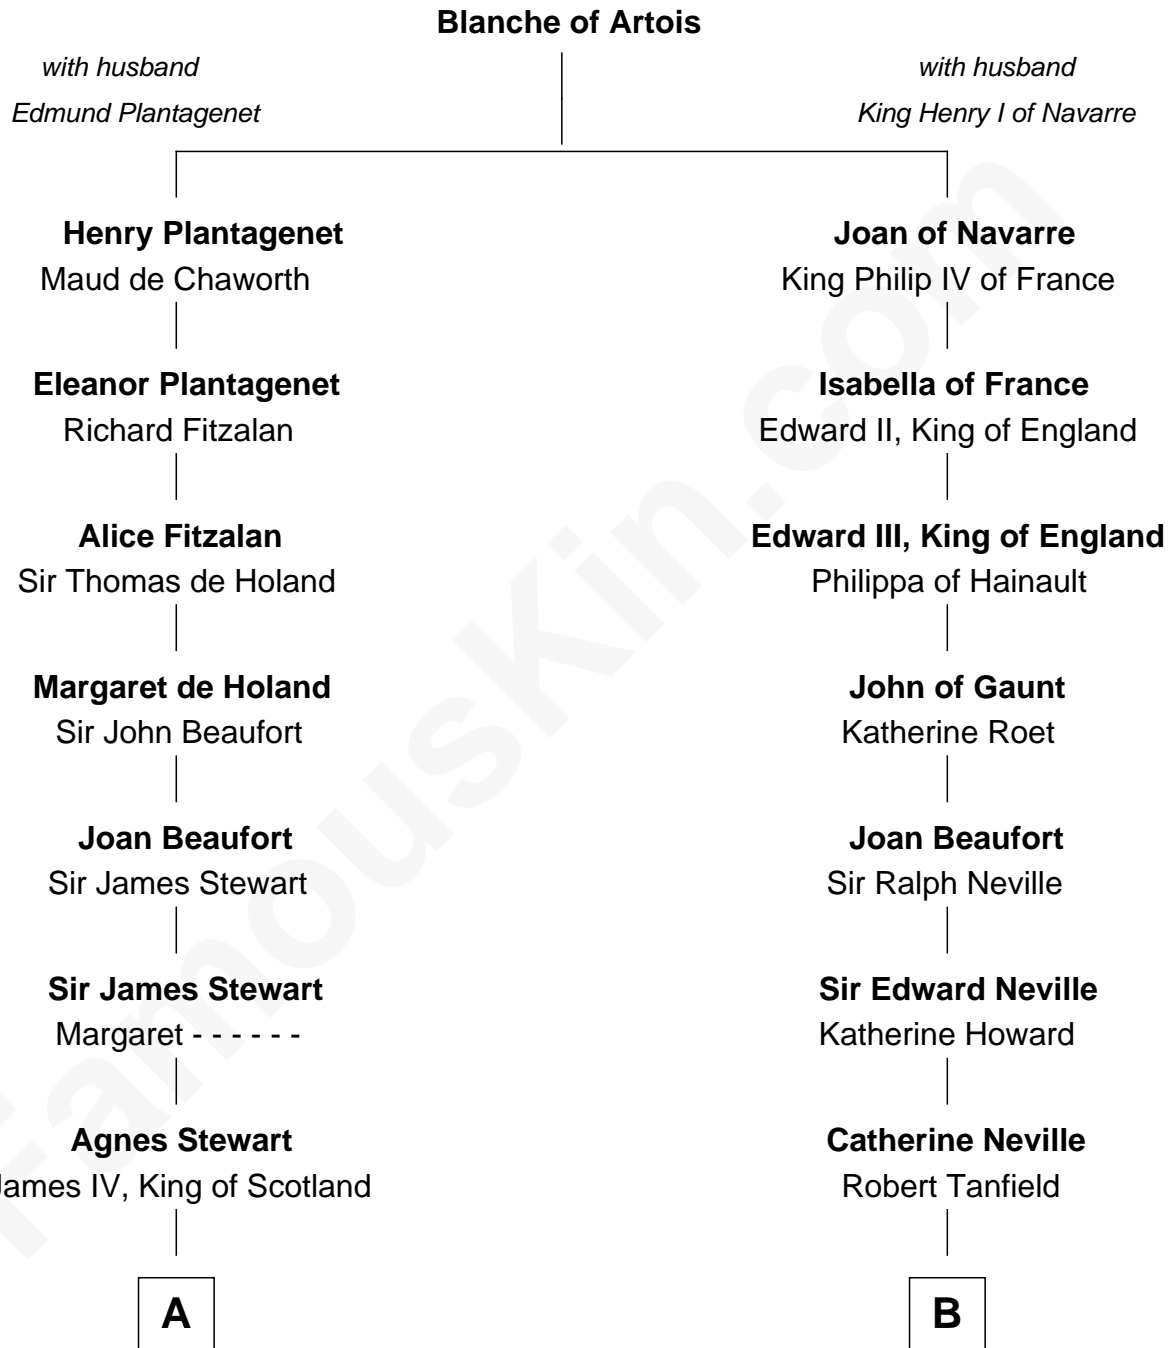 Blanche of Artois
with husband
Edmund Plantagenet
with husband
King Henry I of Navarre
Henry Plantagenet
Maud de Chaworth
Joan of Navarre
King Philip IV of France
Eleanor Plantagenet
Richard Fitzalan
Isabella of France
Edward II, King of England
Alice Fitzalan
Sir Thomas de Holand
Edward III, King of England
Philippa of Hainault
Margaret de Holand
Sir John Beaufort
John of Gaunt
Katherine Roet
Joan Beaufort
Sir James Stewart
Joan Beaufort
Sir Ralph Neville
Sir James Stewart
Margaret - - - - - -
Sir Edward Neville
Katherine Howard
Agnes Stewart
James IV, King of Scotland
Catherine Neville
Robert Tanfield
A
B
FamousKin.com